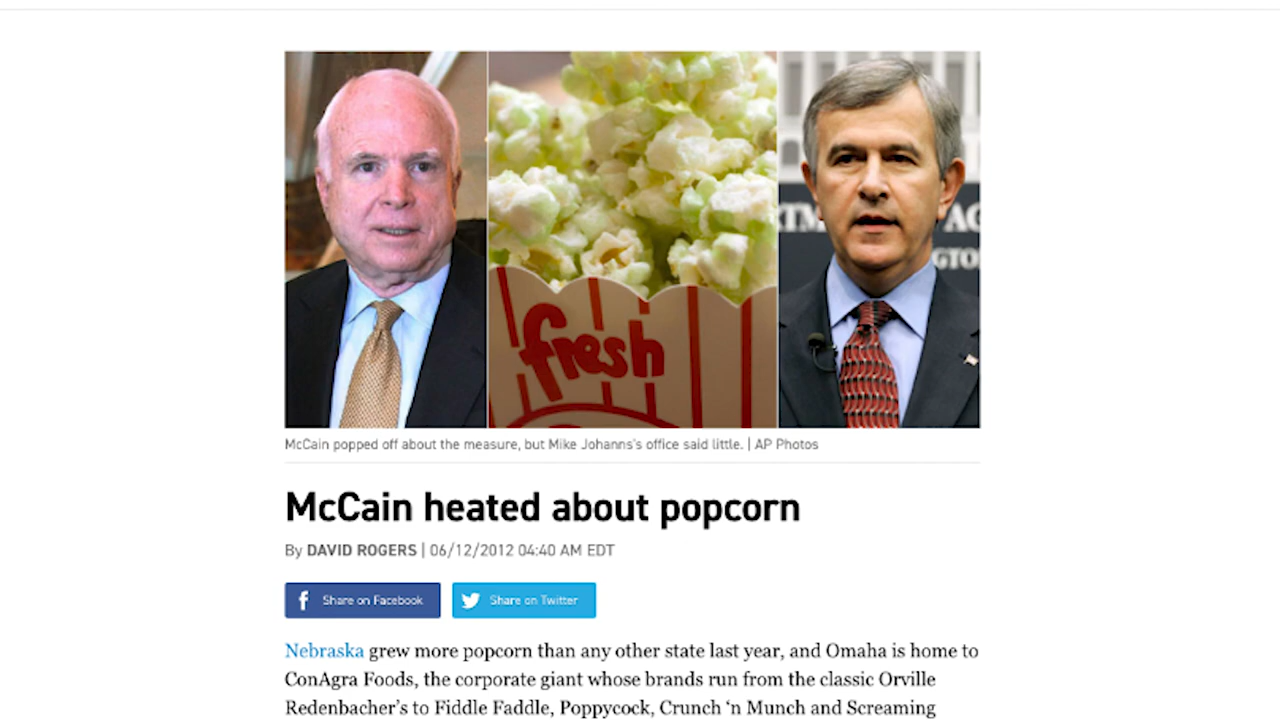 TM
AG
GTO
fresh
McCain popped off about the measure, but Mike Johanns's office said little. | AP Photos
McCain heated about popcorn
By DAVID ROGERS | 06/12/2012 04:40 AM EDT
Share on Facebook
Share on Twitter
Nebraska grew more popcorn than any other state last year, and Omaha is home to
ConAgra Foods, the corporate giant whose brands run from the classic Orville
Redenbacher’s to Fiddle Faddle, Poppycock, Crunch ‘n Munch and Screaming